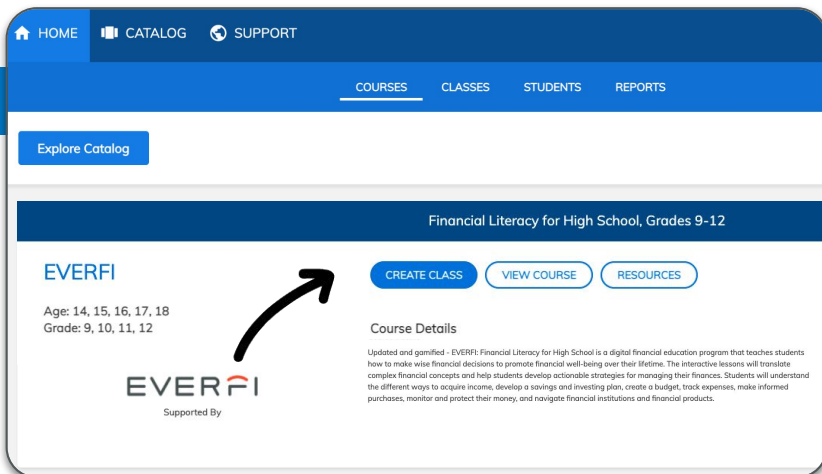 HOME CATALOG SUPPORT
COURSES CLASSES STUDENTS REPORTS
Explore Catalog
Financial Literacy for High School, Grades 9-12
EVERFI
CREATE CLASS VIEW COURSE RESOURCES
Age: 14, 15, 16, 17, 18
Grade: 9, 10, 11, 12
Course Details
Updated and gamified - EVERFI: Financial Literacy for High School is a digital financial education program that teaches students
how to make wise financial decisions to promote financial well-being over their lifetime. The interactive lessons will translate
complex financial concepts and help students develop actionable strategies for managing their finances. Students will understand
the different ways to acquire income, develop a savings and investing plan, create a budget, track expenses, make informed
purchases, monitor and protect their money, and navigate financial institutions and financial products.
EVERFI
Supported By